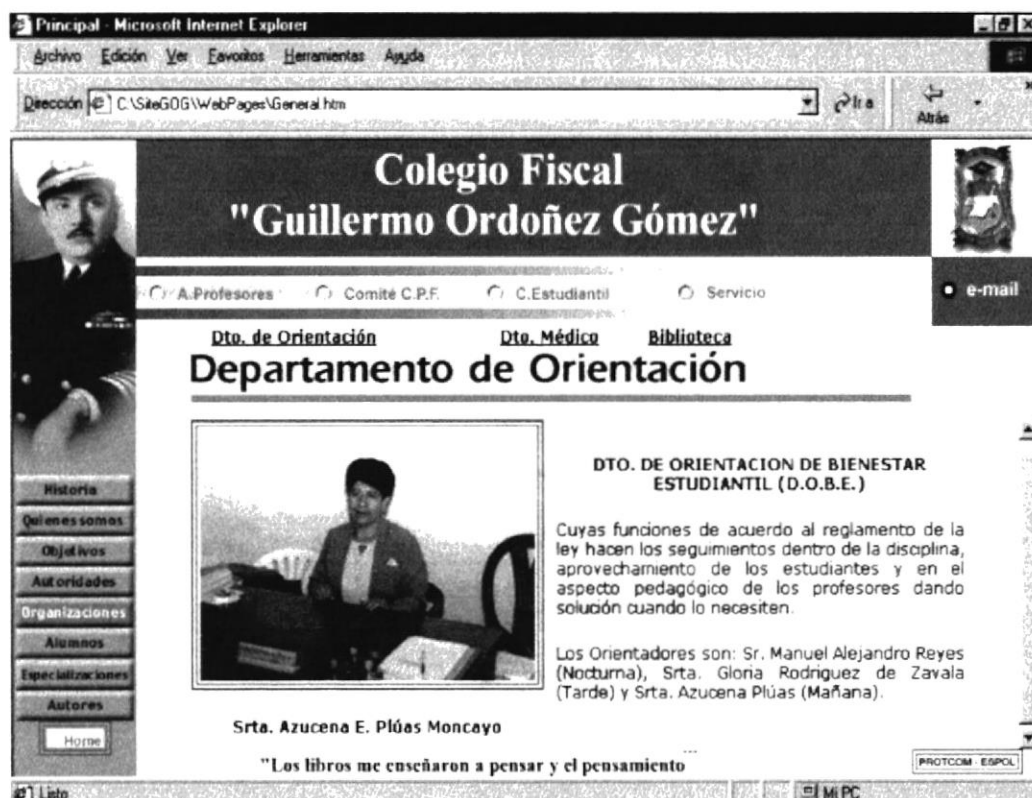 Principal - Microsoft Internet Explorer
Archivo Edición Ver Favoritos Herramientas Ayuda
Dirección C:\SiteGOG\WebPages\General.htm Ir a Atrás
Colegio Fiscal
"Guillermo Ordoñez Gómez"
A.Profesores Comité C.P.F. C.Estudiantil Servicio e-mail
Dto. de Orientación Dto. Médico Biblioteca
Departamento de Orientación
Historia
Quienes somos
Objetivos
Autoridades
Organizaciones
Alumnos
Especializaciones
Autores
Home
DTO. DE ORIENTACION DE BIENESTAR
ESTUDIANTIL (D.O.B.E.)
Cuyas funciones de acuerdo al reglamento de la
ley hacen los seguimientos dentro de la disciplina,
aprovechamiento de los estudiantes y en el
aspecto pedagógico de los profesores dando
solución cuando lo necesiten.
Los Orientadores son: Sr. Manuel Alejandro Reyes
(Nocturna), Srta. Gloria Rodriguez de Zavala
(Tarde) y Srta. Azucena Plúas (Mañana).
Srta. Azucena E. Plúas Moncayo
"Los libros me enseñaron a pensar y el pensamiento
PROTCOM - ESPOL
Listo Mi PC